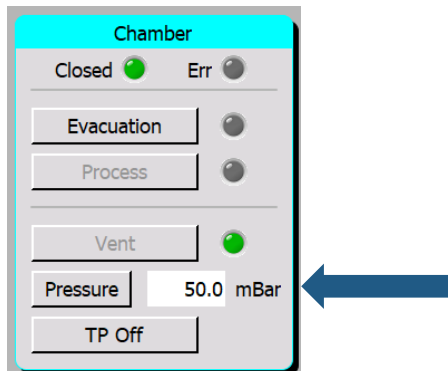 Chamber
Closed Err
Evacuation
Process
Vent
Pressure 50.0 mBar
TP Off